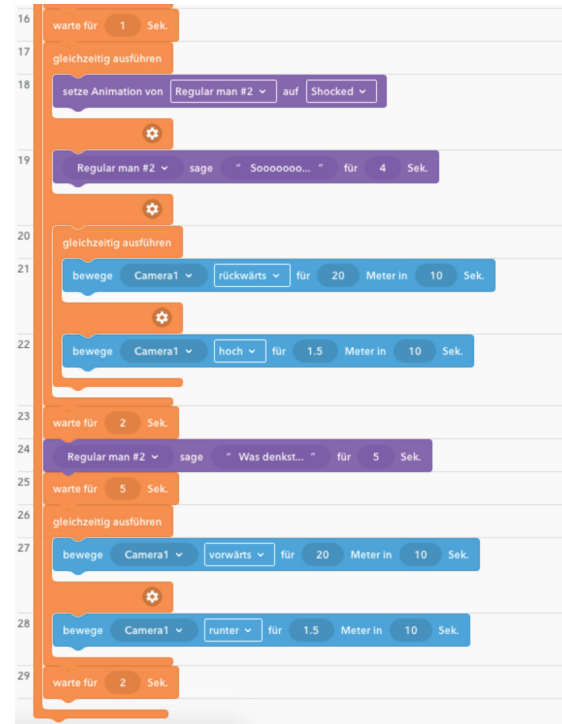 16 warte für 1 Sek.
17 gleichzeitig ausführen
18 setze Animation von Regular man #2 auf Shocked
19 Regular man #2 sage " Sooooooo... " für 4 Sek.
20 gleichzeitig ausführen
21 bewege Camera1 rückwärts für 20 Meter in 10 Sek.
22 bewege Camera1 hoch für 1.5 Meter in 10 Sek.
23 warte für 2 Sek.
24 Regular man #2 sage " Was denkst... " für 5 Sek.
25 warte für 5 Sek.
26 gleichzeitig ausführen
27 bewege Camera1 vorwärts für 20 Meter in 10 Sek.
28 bewege Camera1 runter für 1.5 Meter in 10 Sek.
29 warte für 2 Sek.